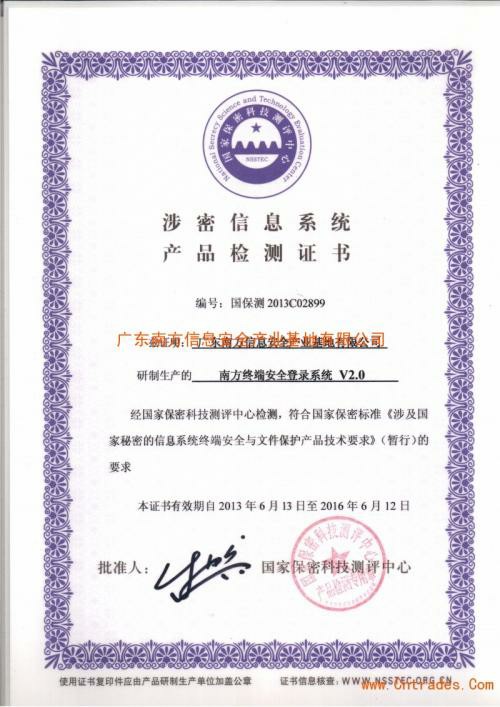 National Secrecy Science and Technology Evaluation Center
国家保密科技测评中心
NSSTEC
涉密信息系统
产品检测证书
编号：国保测 2013C02899
广东南方信息安全产业基地有限公司
广东南方信息安全产业基地有限公司
研制生产的 南方终端安全登录系统 V2.0
经国家保密科技测评中心检测，符合国家保密标准《涉及国
家秘密的信息系统终端安全与文件保护产品技术要求》（暂行）的
要求
本证书有效期自 2013 年 6 月 13 日至 2016 年 6 月 12 日
批准人： 国家保密科技测评中心
国家保密科技测评中心
产品检测专用章
使用证书复印件应由产品研制生产单位加盖公章 证书信息核查：WWW.NSSTEC.ORG.CN
www.Cntrades.Com